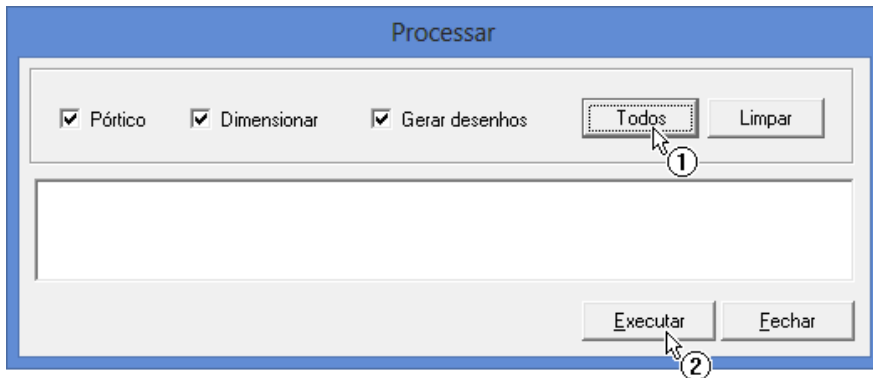 Processar
Pórtico Dimensionar Gerar desenhos Todos Limpar
1
Executar Fechar
2